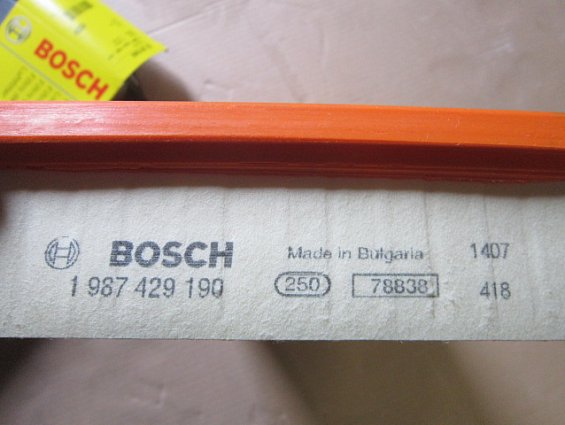 BOSCH
BOSCH Made in Bulgaria 1407
1 987 429 190 250 78838 418